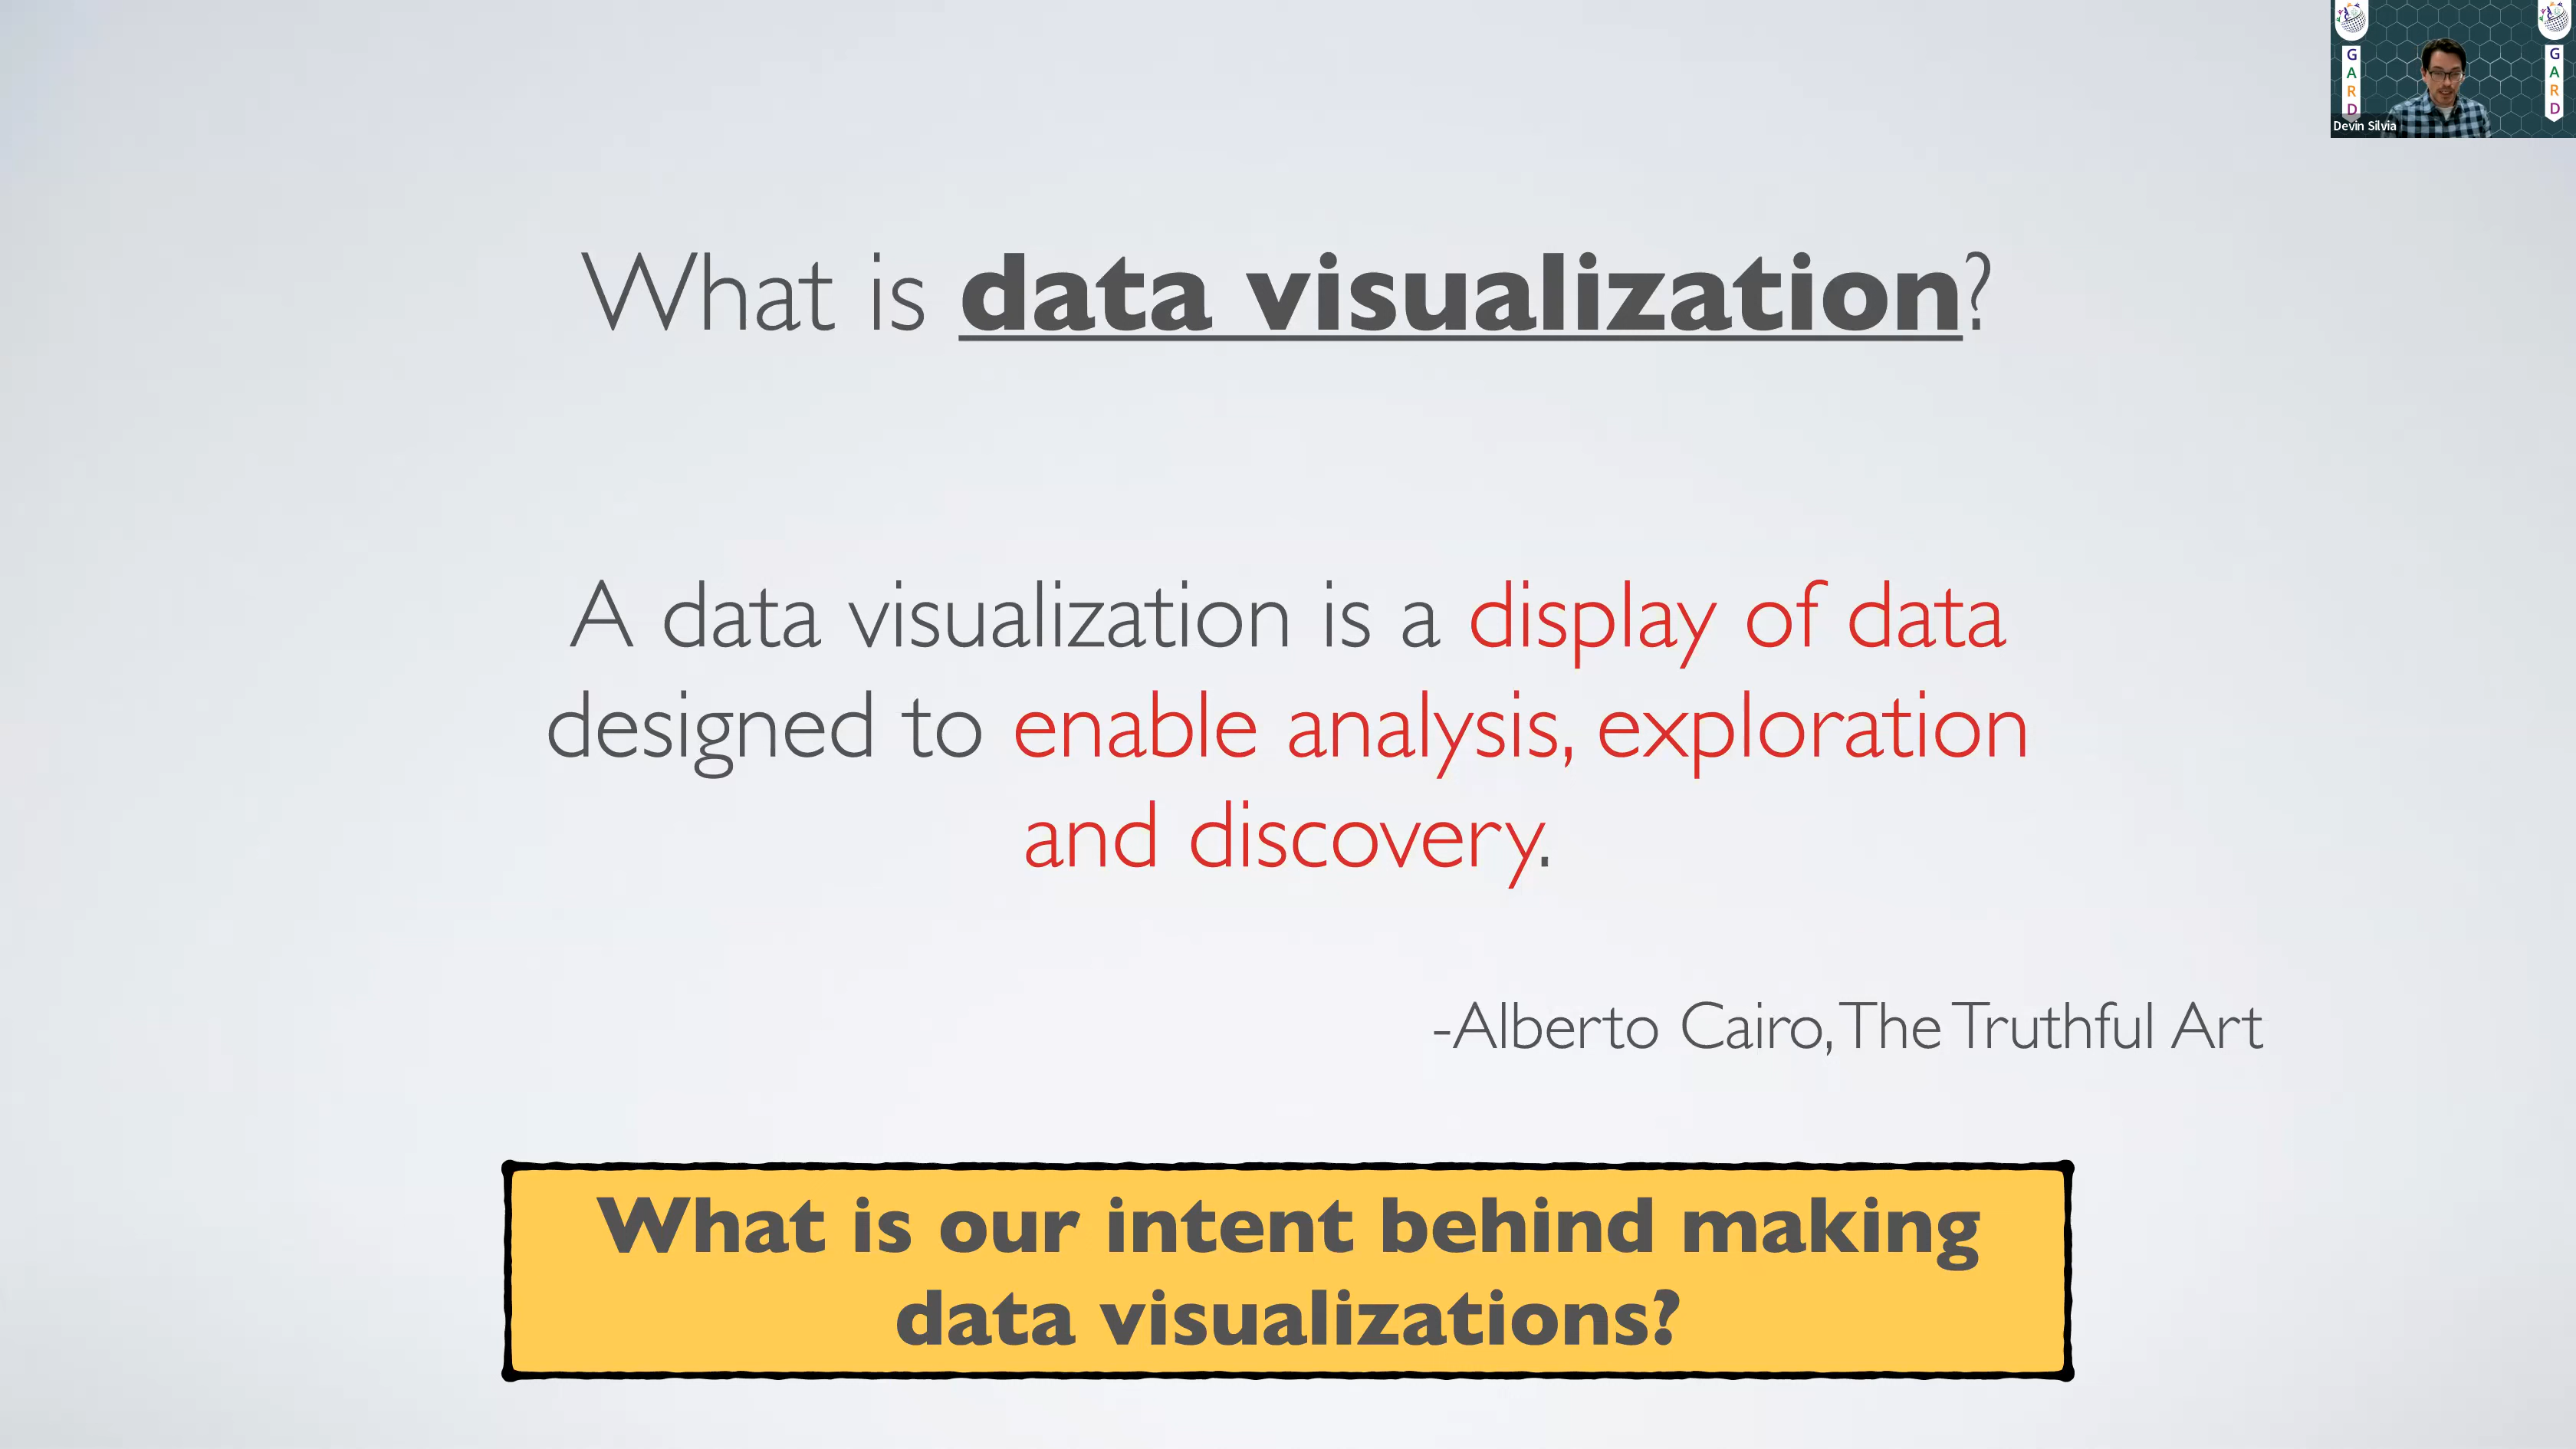 What is data visualization?
A data visualization is a display of data
designed to enable analysis, exploration
and discovery.
-Alberto Cairo, The Truthful Art
What is our intent behind making
data visualizations?
G
A
R
D
G
A
R
D
Devin Silvia